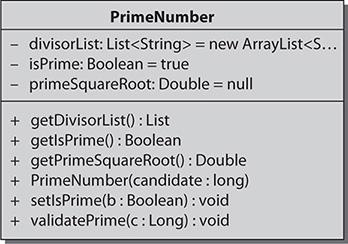 PrimeNumber
– divisorList: List<String> = new ArrayList<S…
– isPrime: Boolean = true
– primeSquareRoot: Double = null
+ getDivisorList() : List
+ getIsPrime() : Boolean
+ getPrimeSquareRoot() : Double
+ PrimeNumber(candidate : long)
+ setIsPrime(b : Boolean) : void
+ validatePrime(c : Long) : void